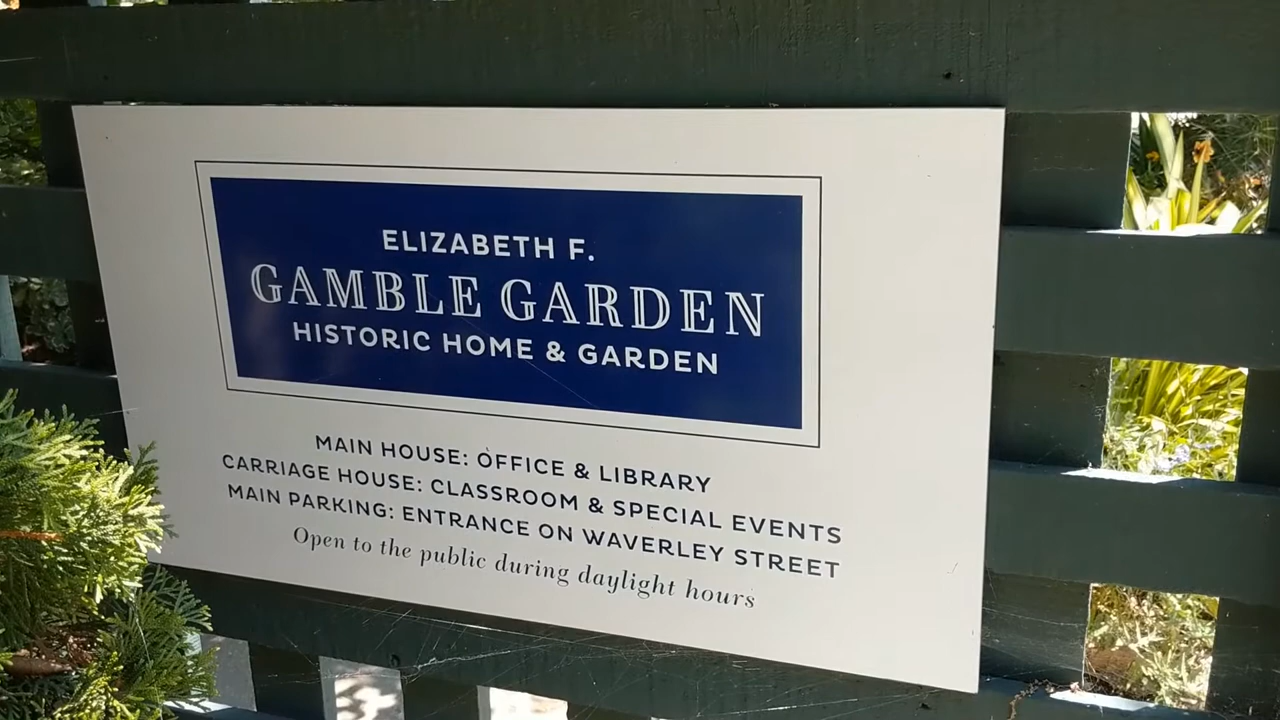 ELIZABETH F.
GAMBLE GARDEN
HISTORIC HOME & GARDEN
MAIN HOUSE: OFFICE & LIBRARY
CARRIAGE HOUSE: CLASSROOM & SPECIAL EVENTS
MAIN PARKING: ENTRANCE ON WAVERLEY STREET
Open to the public during daylight hours